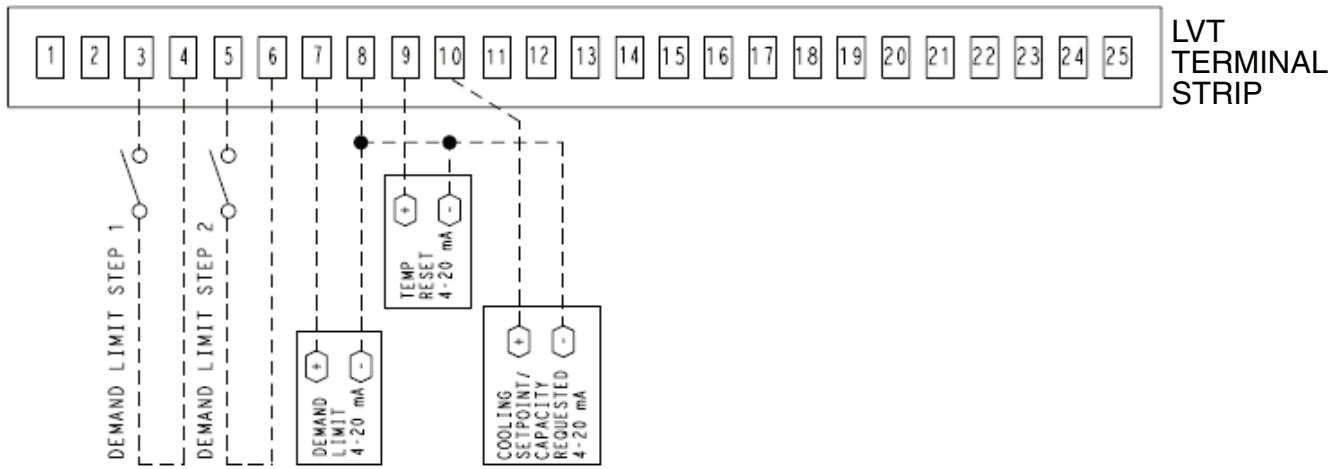 1 2 3 4 5 6 7 8 9 10 11 12 13 14 15 16 17 18 19 20 21 22 23 24 25
LVT
TERMINAL
STRIP
DEMAND LIMIT STEP 1
DEMAND LIMIT STEP 2
+ -
DEMAND
LIMIT
4-20 mA
+ -
TEMP
RESET
4-20 mA
+ -
COOLING
SETPOINT/
CAPACITY
REQUESTED
4-20 mA